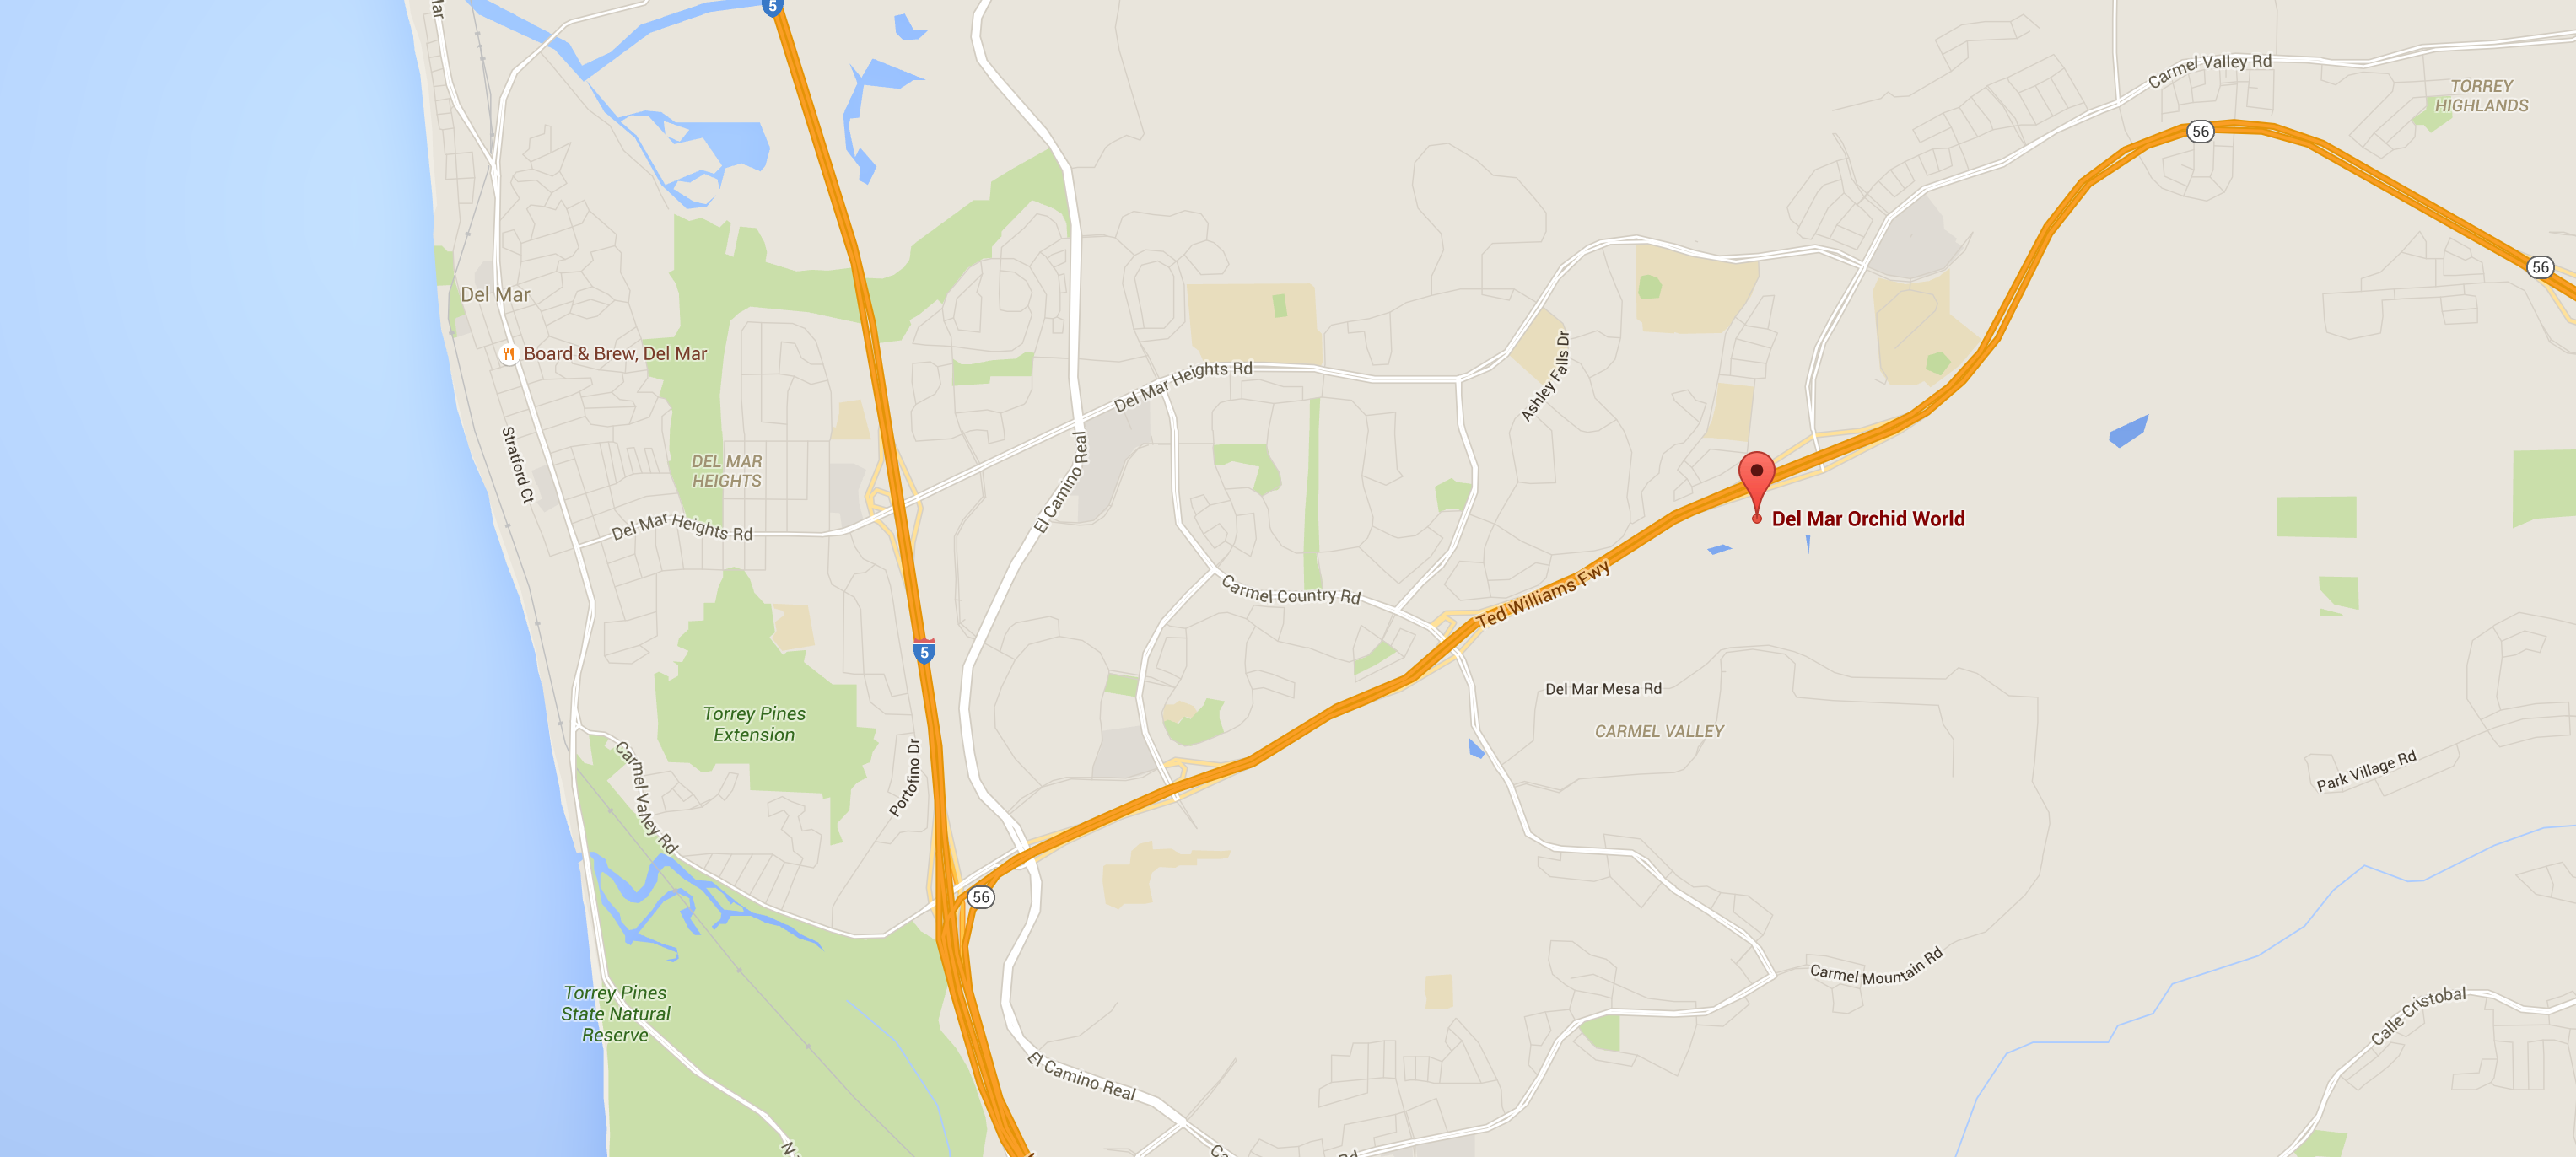 5
Carmel Valley Rd
TORREY
HIGHLANDS
56
56
Del Mar
Board & Brew, Del Mar
Del Mar Heights Rd
Ashley Falls Dr
Stratford Ct
DEL MAR
HEIGHTS
El Camino Real
Del Mar Heights Rd
Del Mar Orchid World
Carmel Country Rd
Ted Williams Fwy
5
Del Mar Mesa Rd
Torrey Pines
Extension
CARMEL VALLEY
Portofino Dr
Carmel Valley Rd
Park Village Rd
56
Carmel Mountain Rd
Torrey Pines
State Natural
Reserve
Calle Cristobal
El Camino Real